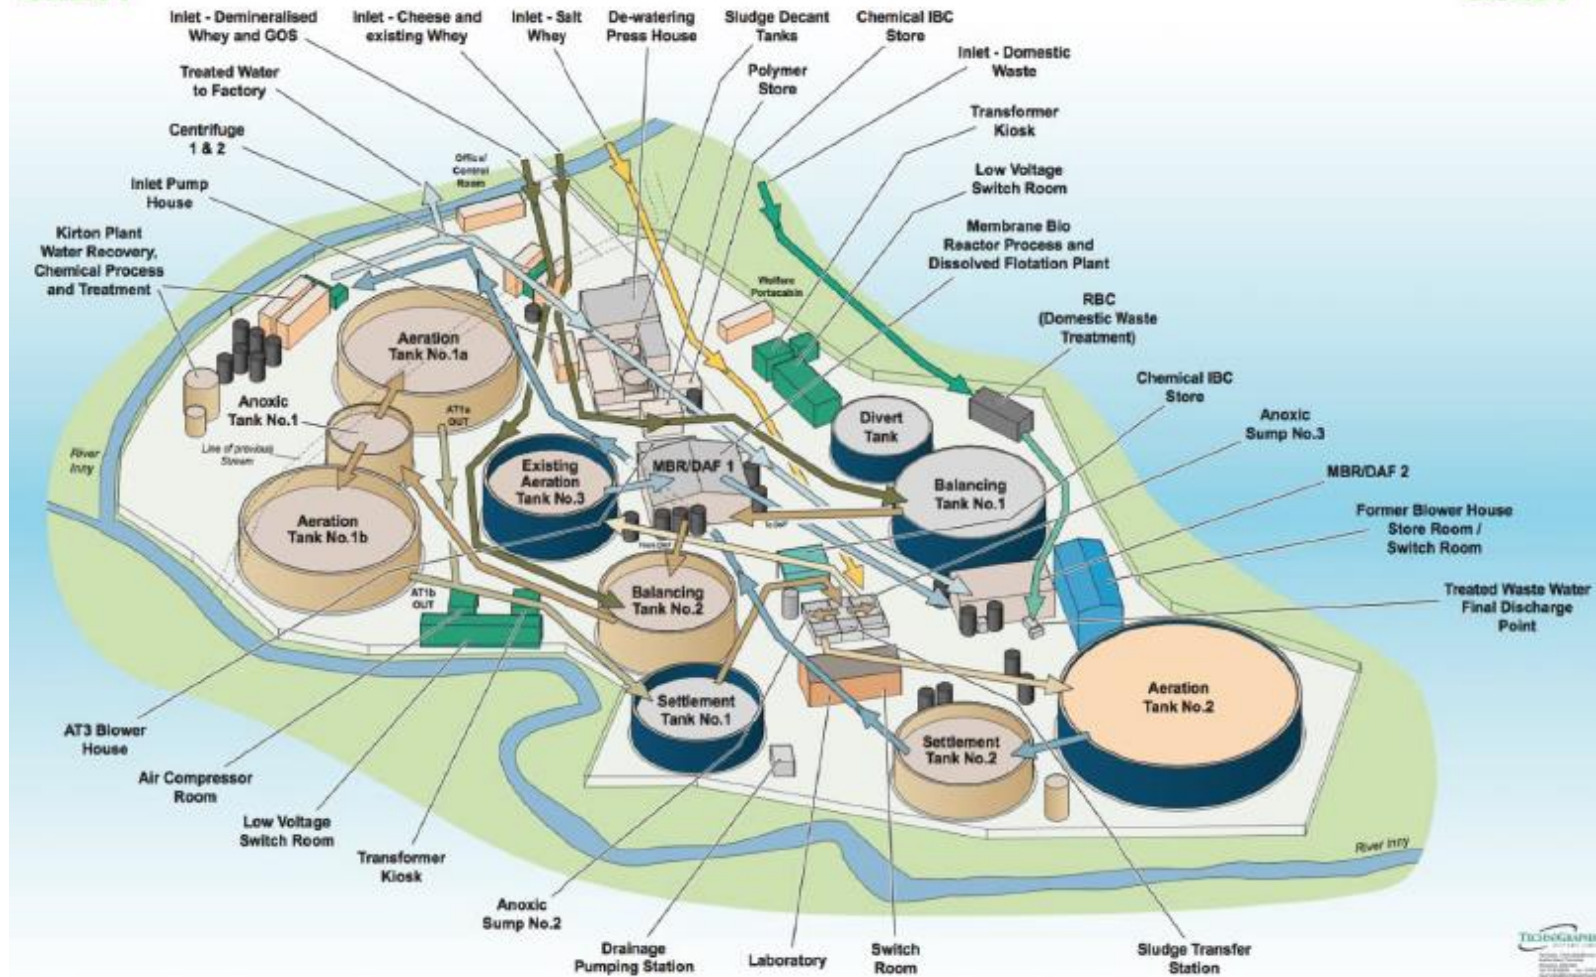 Inlet - Demineralised
Whey and GOS
Inlet - Cheese and
existing Whey
Inlet - Salt
Whey
De-watering
Press House
Sludge Decant
Tanks
Chemical IBC
Store
Polymer
Store
Inlet - Domestic
Waste
Treated Water
to Factory
Transformer
Kiosk
Centrifuge
1 & 2
Office/
Control
Room
Low Voltage
Switch Room
Inlet Pump
House
Membrane Bio
Reactor Process and
Dissolved Flotation Plant
Kirton Plant
Water Recovery,
Chemical Process
and Treatment
Welfare
Portacabin
RBC
(Domestic Waste
Treatment)
Aeration
Tank No.1a
Chemical IBC
Store
Anoxic
Tank No.1
AT1a
OUT
Divert
Tank
Anoxic
Sump No.3
River
Inny
Line of previous
Stream
Existing
Aeration
Tank No.3
MBR/DAF 1
Balancing
Tank No.1
MBR/DAF 2
Aeration
Tank No.1b
Former Blower House
Store Room /
Switch Room
To DAF
From DAF
AT1b
OUT
Balancing
Tank No.2
Treated Waste Water
Final Discharge
Point
Settlement
Tank No.1
Aeration
Tank No.2
AT3 Blower
House
Settlement
Tank No.2
Air Compressor
Room
Low Voltage
Switch Room
Transformer
Kiosk
River Inny
Anoxic
Sump No.2
Drainage
Pumping Station
Laboratory
Switch
Room
Sludge Transfer
Station